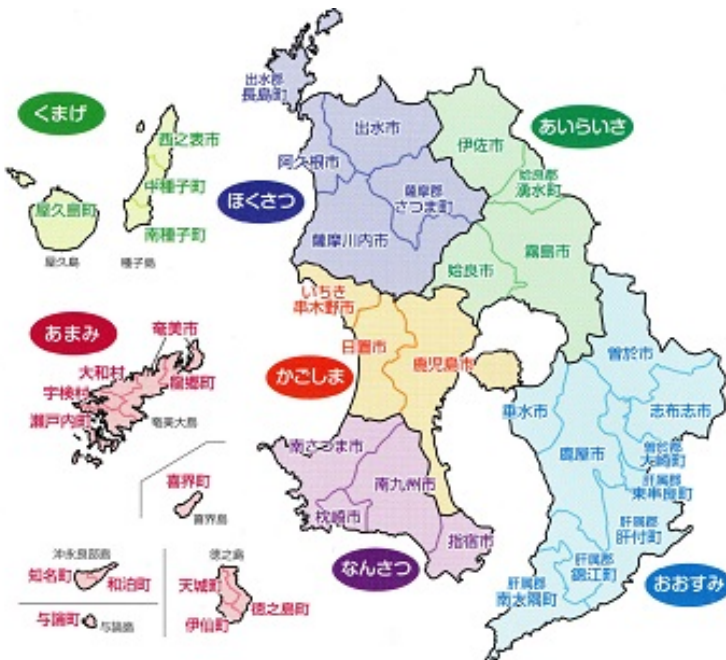 出水郡
長島町
くまげ
出水市
伊佐市
あいらいさ
西之表市
阿久根市
姶良郡
湧水町
中種子町
薩摩郡
さつま町
ほくさつ
屋久島町
南種子町
薩摩川内市
霧島市
屋久島
種子島
姶良市
いちき
串木野市
あまみ
奄美市
日置市
大和村
かごしま
鹿児島市
曽於市
宇検村
龍郷町
垂水市
志布志市
瀬戸内町
奄美大島
南さつま市
鹿屋市
曽於郡
大崎町
喜界町
南九州市
肝属郡
東串良町
喜界島
枕崎市
肝属郡
肝付町
指宿市
沖永良部島
徳之島
なんさつ
肝属郡
錦江町
知名町
和泊町
天城町
おおすみ
肝属郡
南大隅町
徳之島町
与論町
与論島
伊仙町